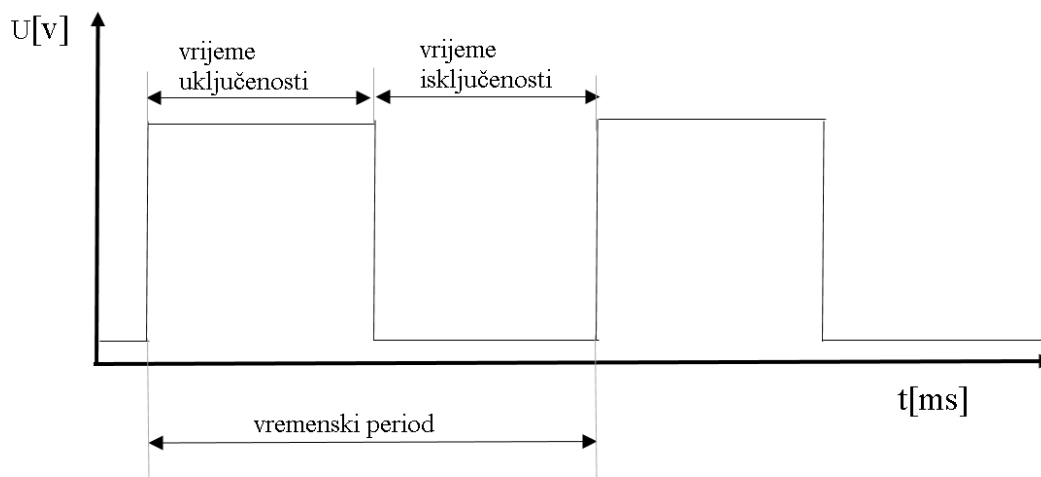 U[v]
vrijeme
uključenosti
vrijeme
isključenosti
t[ms]
vremenski period